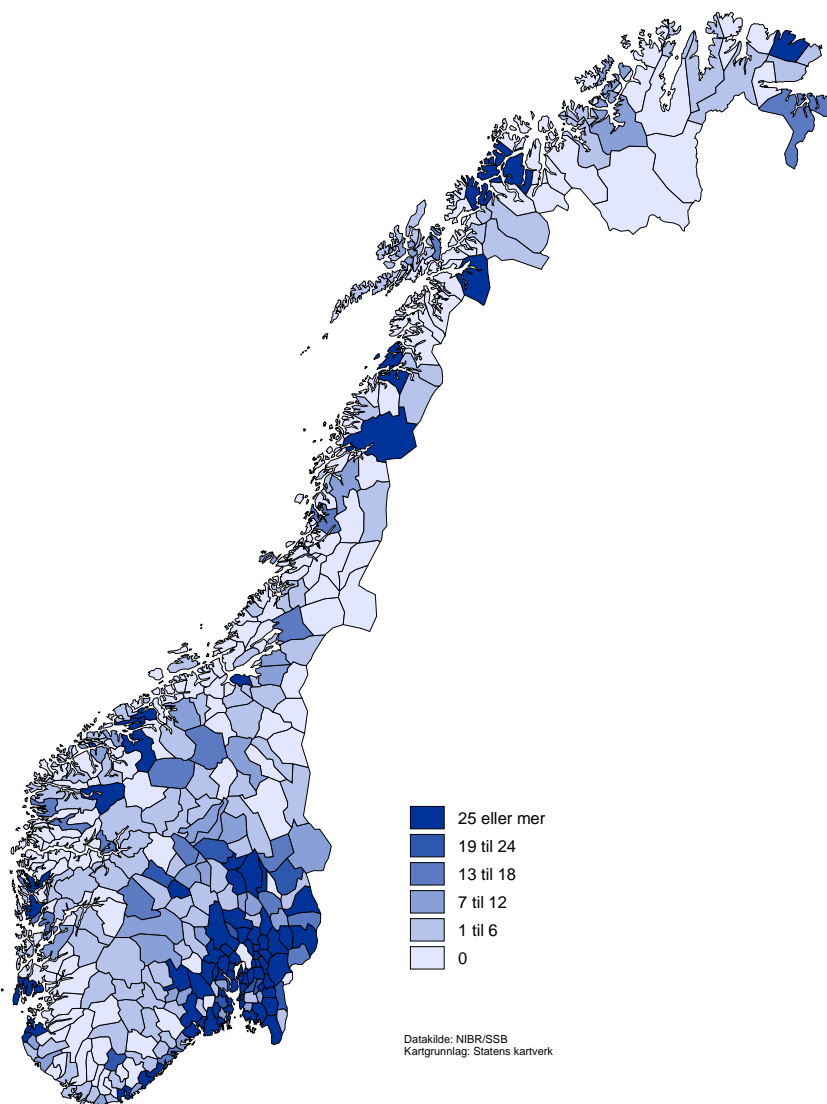 25 eller mer
19 til 24
13 til 18
7 til 12
1 til 6
0
Datakilde: NIBR/SSB
Kartgrunnlag: Statens kartverk